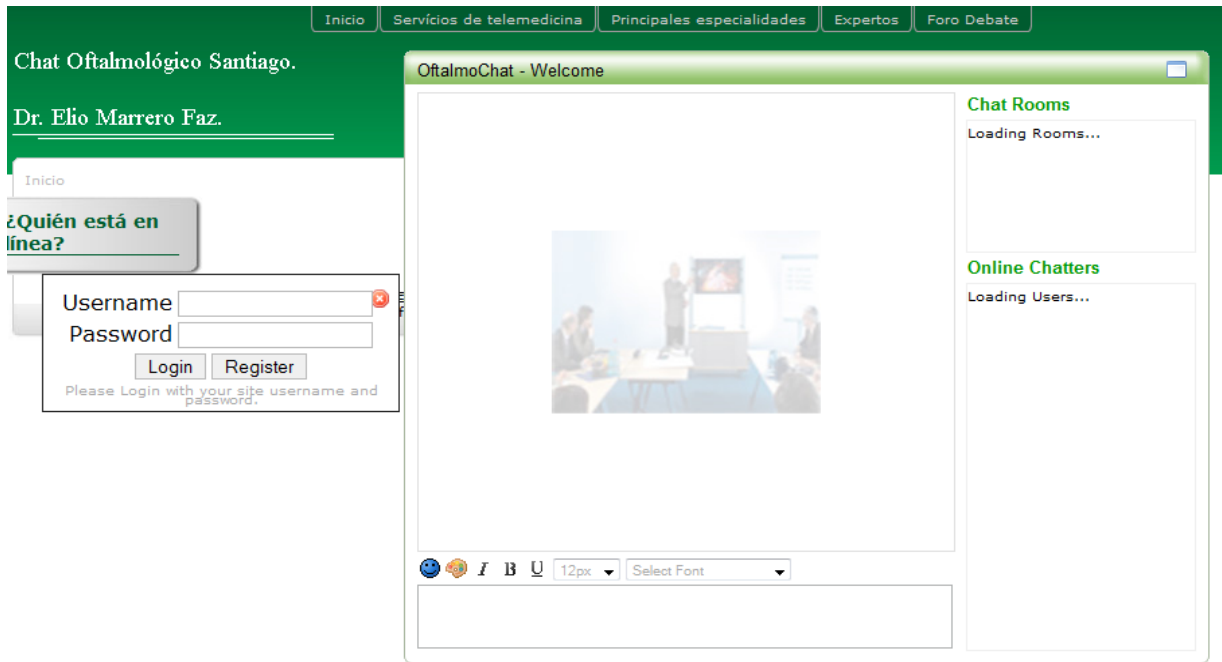 Inicio
Servícios de telemedicina
Principales especialidades
Expertos
Foro Debate
Chat Oftalmológico Santiago.
Dr. Elio Marrero Faz.
Inicio
¿Quién está en
línea?
Username
Password
Login
Register
Please Login with your site username and
password.
OftalmoChat - Welcome
I B U
12px
Select Font
Chat Rooms
Loading Rooms...
Online Chatters
Loading Users...